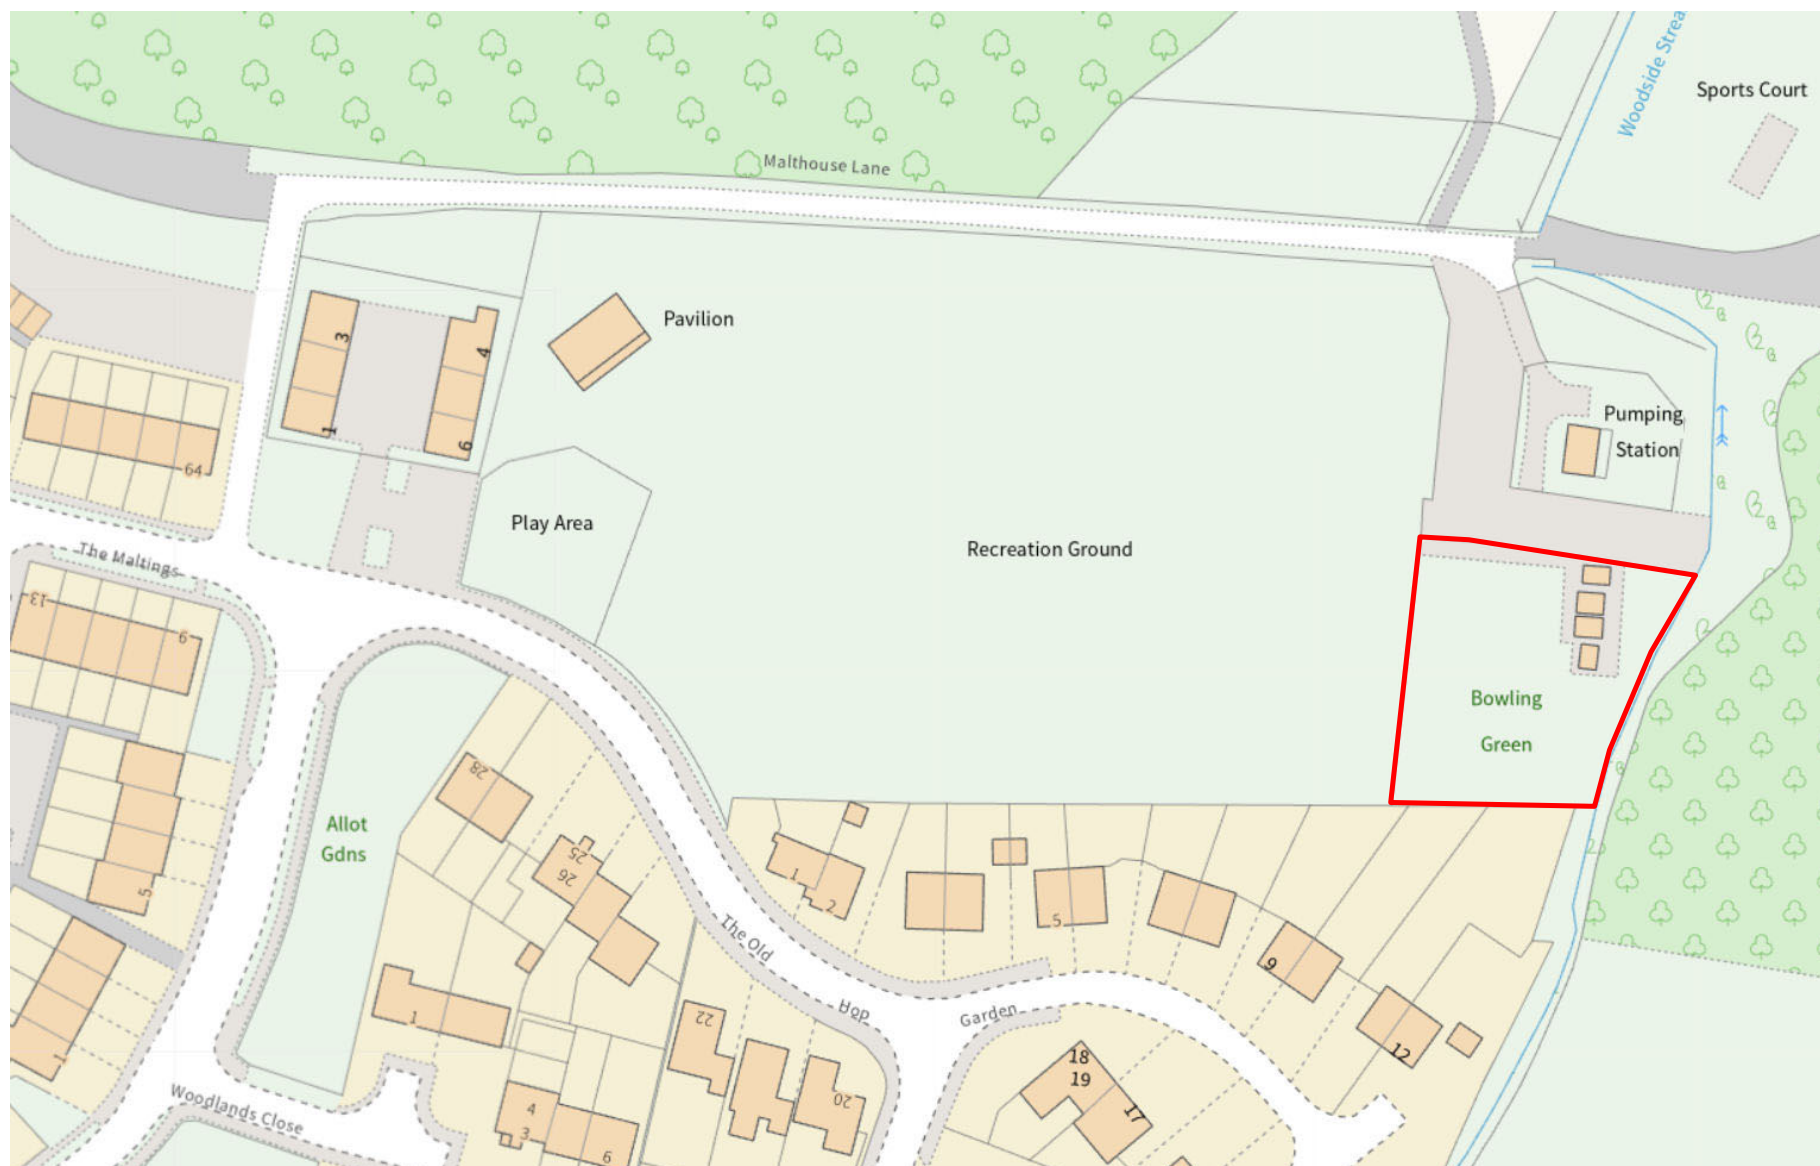 Woodside Strea
Sports Court
Malthouse Lane
Pavilion
3
4
1
6
64
Pumping
Station
Play Area
Recreation Ground
The Maltings
13
9
Bowling
Green
28
Allot
Gdns
25
26
1
2
5
5
The Old
Hop
Garden
9
12
1
22
18
19
17
20
1
Woodlands Close
4
3
6